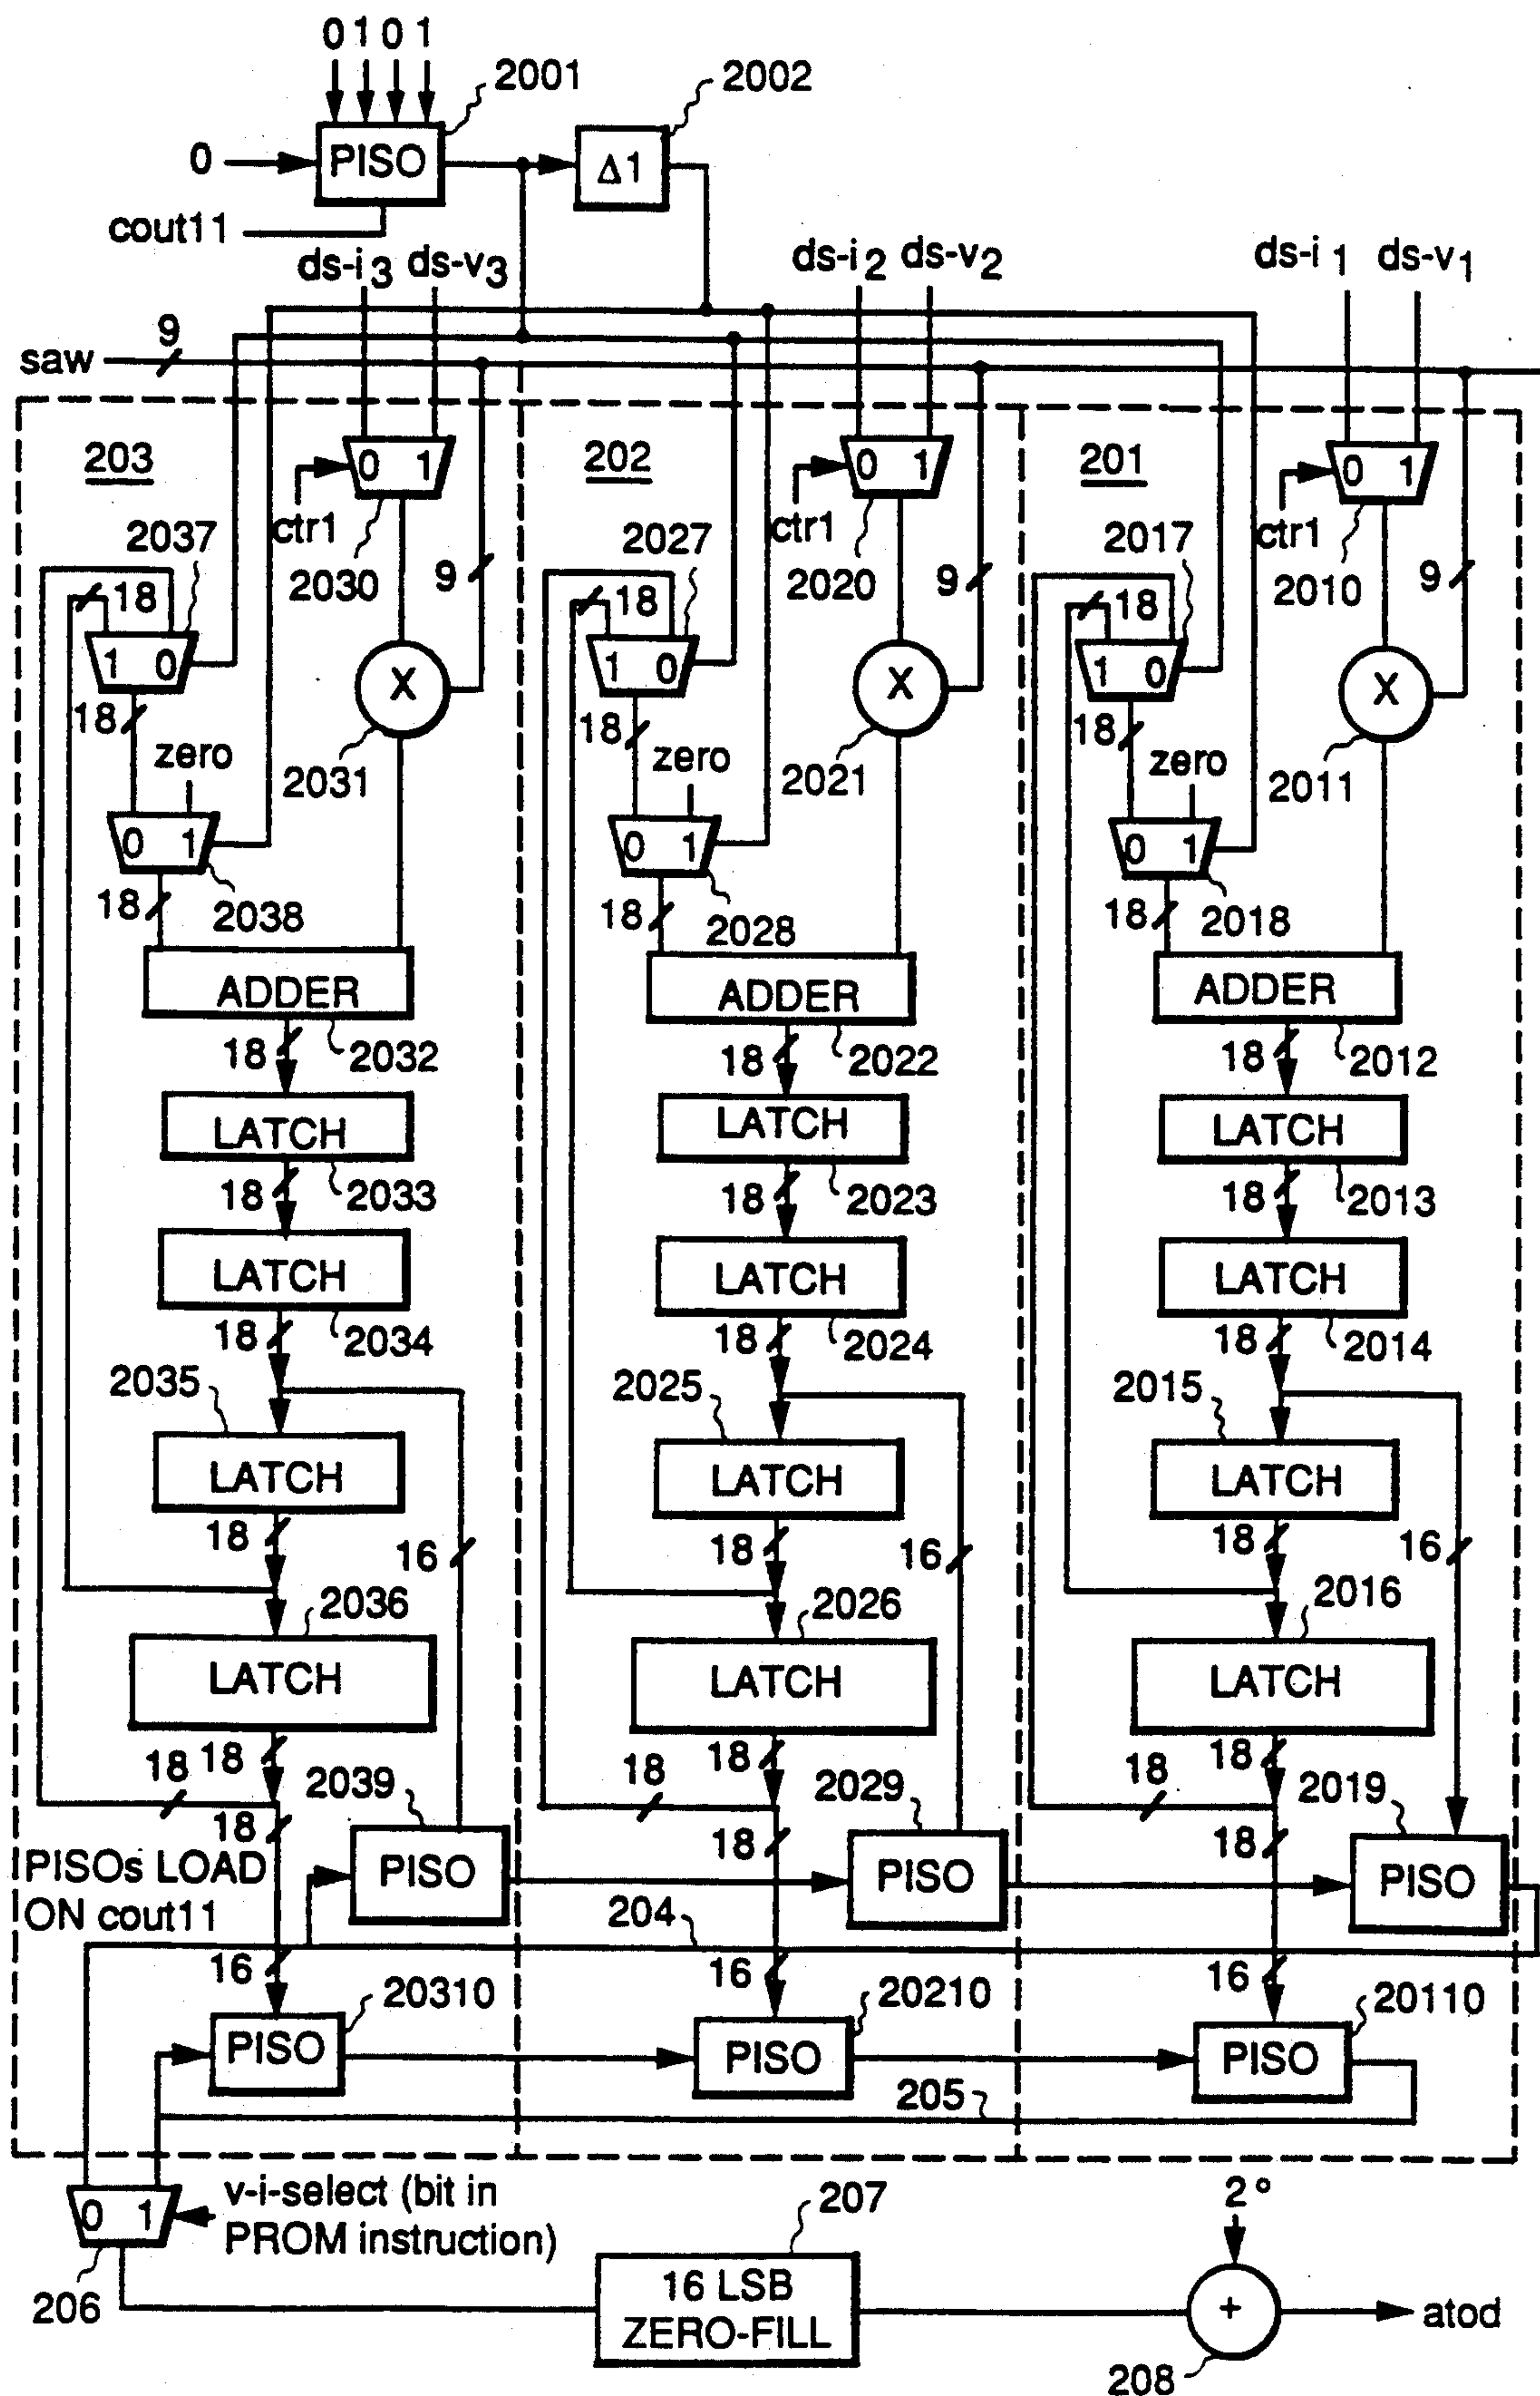 0 1 0 1
2001
2002
0
PISO
Δ1
cout11
ds-i3
ds-v3
ds-i2
ds-v2
ds-i1
ds-v1
saw
9
203
0 1
202
0 1
201
0 1
ctr1
ctr1
ctr1
2037
2030
9
2027
2020
9
2017
2010
9
18
18
18
1 0
X
1 0
X
1 0
X
18
18
18
zero
2031
zero
2021
zero
2011
0 1
0 1
0 1
18
2038
18
2028
18
2018
ADDER
ADDER
ADDER
18
2032
18
2022
18
2012
LATCH
LATCH
LATCH
18
2033
18
2023
18
2013
LATCH
LATCH
LATCH
18
2034
18
2024
18
2014
2035
2025
2015
LATCH
LATCH
LATCH
18
16
18
16
18
16
2036
2026
2016
LATCH
LATCH
LATCH
18
18
18
18
18
18
2039
2029
2019
18
18
18
PISOs LOAD
ON cout11
PISO
PISO
PISO
204
16
20310
16
20210
16
20110
PISO
PISO
PISO
205
0 1
v-i-select (bit in
PROM instruction)
206
207
16 LSB
ZERO-FILL
2°
+
atod
208